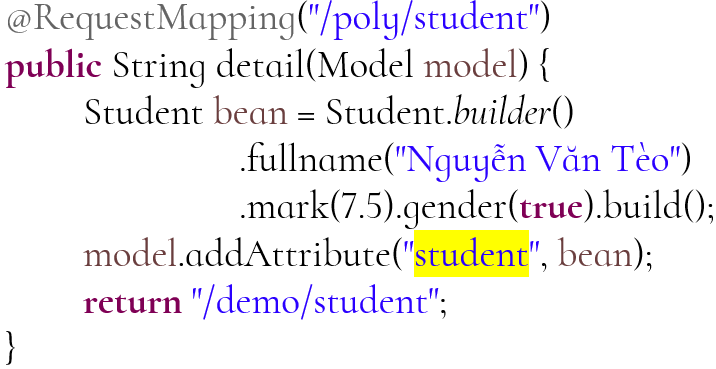 @RequestMapping("/poly/student")
public String detail(Model model) {
Student bean = Student.builder()
.fullname("Nguyễn Văn Tèo")
.mark(7.5).gender(true).build();
model.addAttribute("student", bean);
return "/demo/student";
}